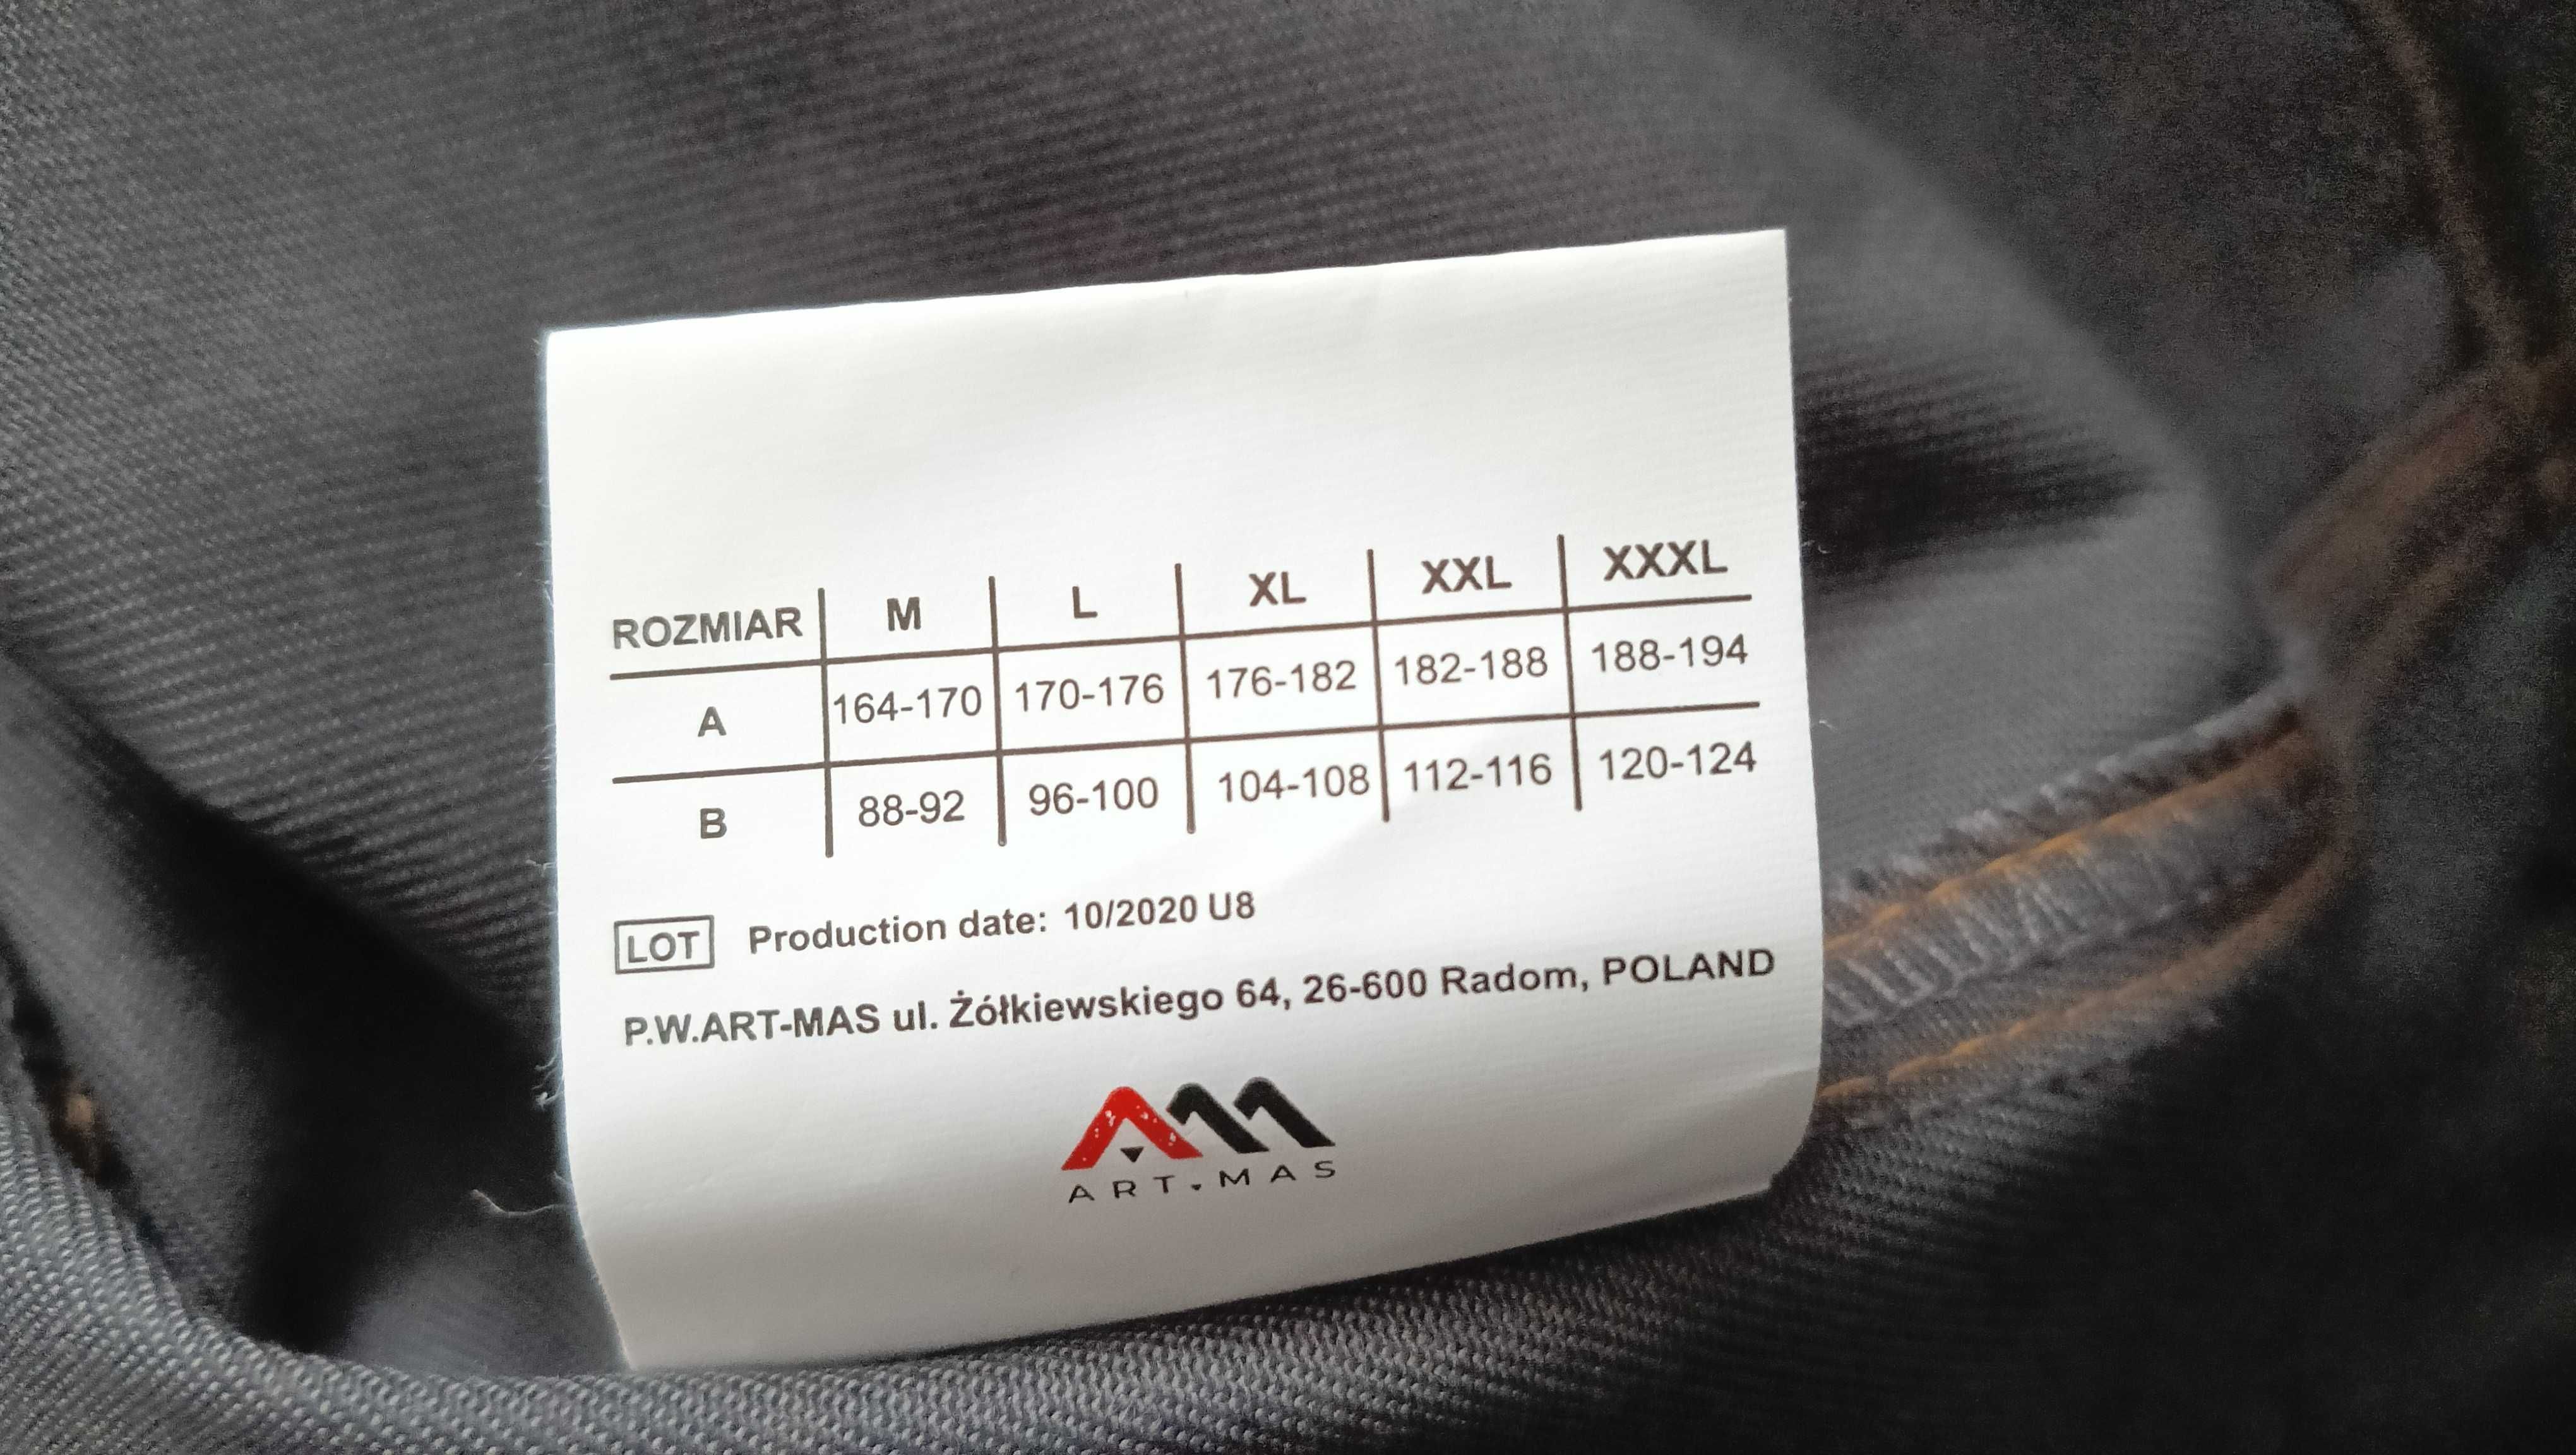 ROZMIAR M L XL XXL XXXL
A 164-170 170-176 176-182 182-188 188-194
B 88-92 96-100 104-108 112-116 120-124
LOT Production date: 10/2020 U8
P.W.ART-MAS ul. Żółkiewskiego 64, 26-600 Radom, POLAND
AM
ART.MAS